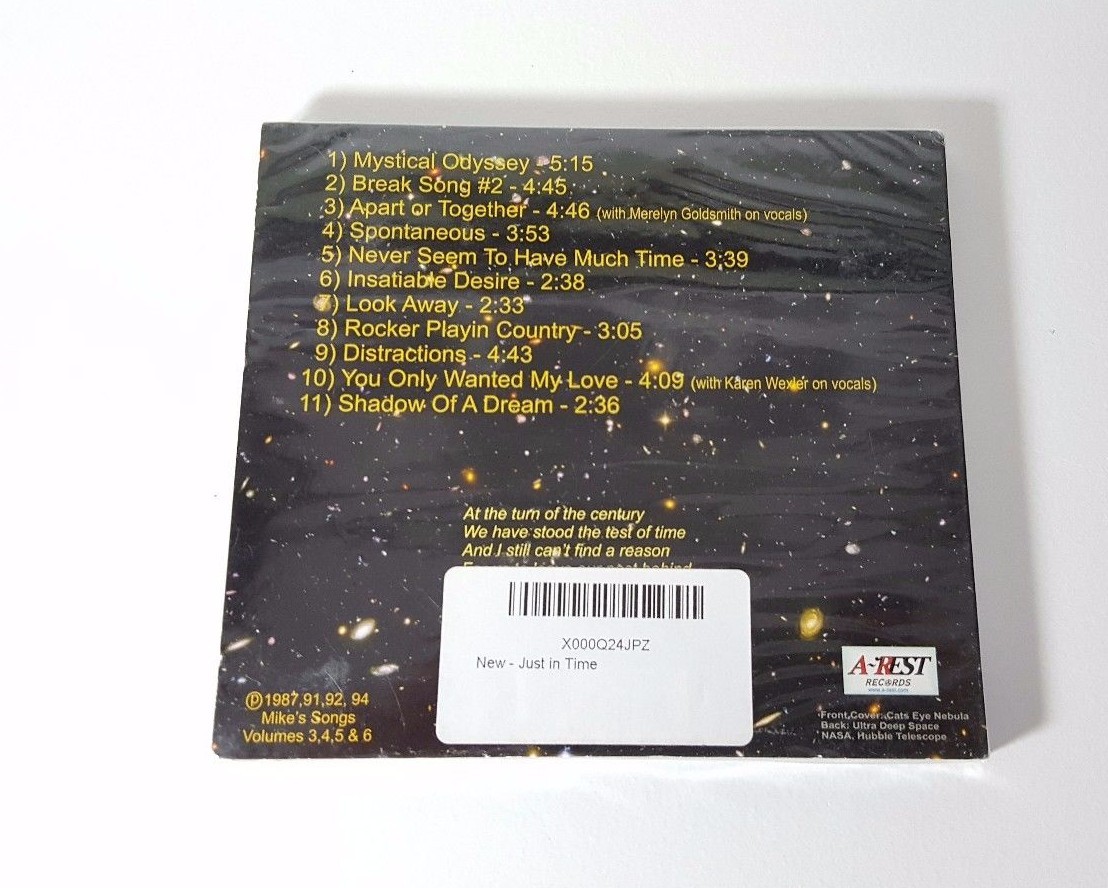 1) Mystical Odyssey - 5:15
2) Break Song #2 - 4:45
3) Apart or Together - 4:46 (with Merelyn Goldsmith on vocals)
4) Spontaneous - 3:53
5) Never Seem To Have Much Time - 3:39
6) Insatiable Desire - 2:38
7) Look Away - 2:33
8) Rocker Playin Country - 3:05
9) Distractions - 4:43
10) You Only Wanted My Love - 4:09 (with Karen Wexler on vocals)
11) Shadow Of A Dream - 2:36
At the turn of the century
We have stood the test of time
And I still can't find a reason
X000Q24JPZ
New - Just in Time
℗1987,91,92, 94
Mike's Songs
Volumes 3,4,5 & 6
A-REST
RECORDS
www.a-rest.com
Front Cover: Cats Eye Nebula
Back: Ultra Deep Space
NASA, Hubble Telescope